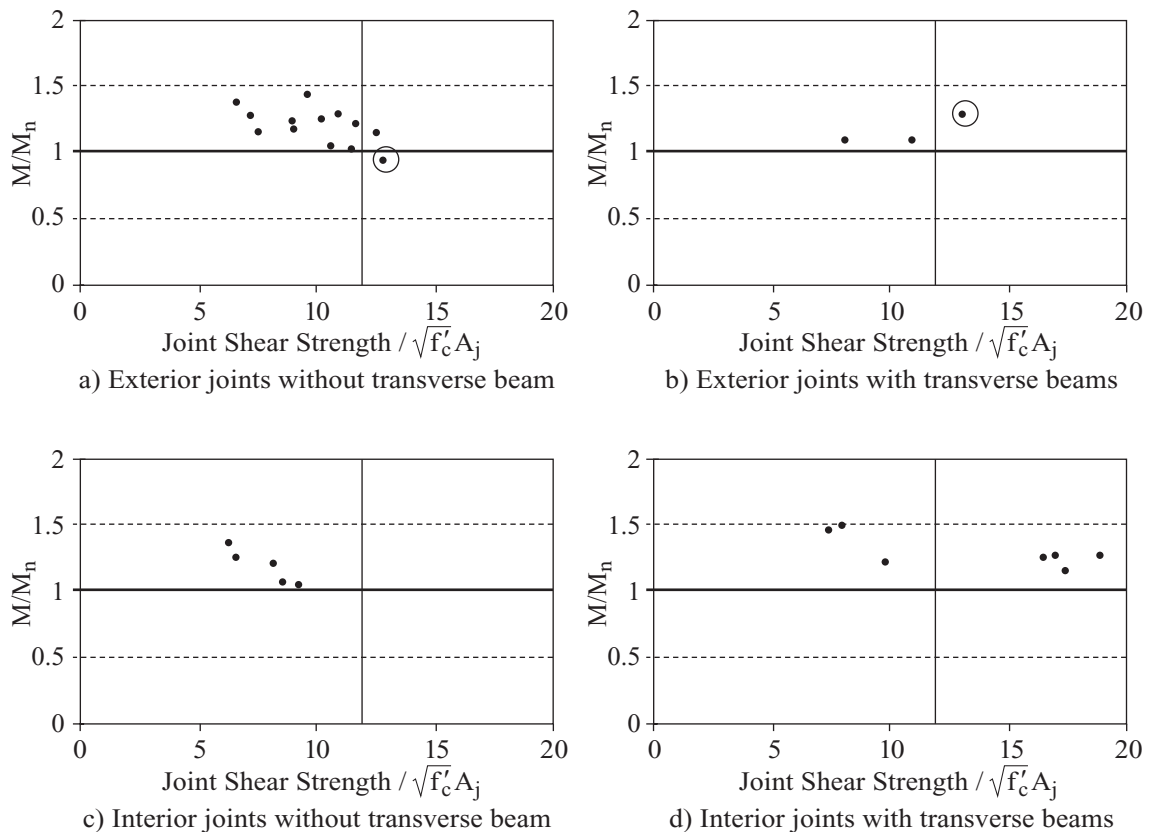 2
1.5
M/Mn
1
0.5
0
0 5 10 15 20
Joint Shear Strength / √f′c Aj
a) Exterior joints without transverse beam
2
1.5
M/Mn
1
0.5
0
0 5 10 15 20
Joint Shear Strength / √f′c Aj
b) Exterior joints with transverse beams
2
1.5
M/Mn
1
0.5
0
0 5 10 15 20
Joint Shear Strength / √f′c Aj
c) Interior joints without transverse beam
2
1.5
M/Mn
1
0.5
0
0 5 10 15 20
Joint Shear Strength / √f′c Aj
d) Interior joints with transverse beams